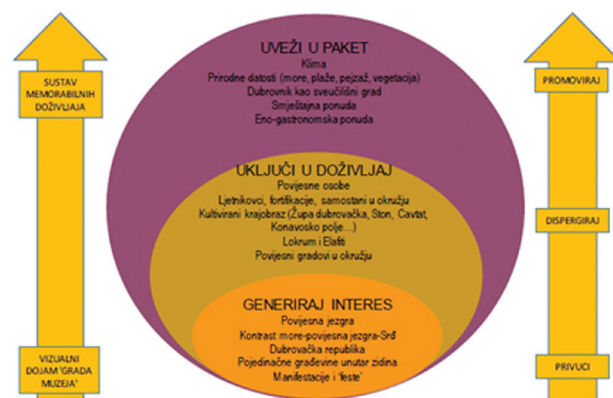 SUSTAV
MEMORABILNIH
DOŽIVLJAJA
VIZUALNI
DOJAM 'GRADA
MUZEJA'
UVEŽI U PAKET
Klima
Prirodne datosti (more, plaže, pejzaž, vegetacija)
Dubrovnik kao sveučilišni grad
Smještajna ponuda
Eno-gastronomska ponuda
UKLJUČI U DOŽIVLJAJ
Povijesne osobe
Ljetnikovci, fortifikacije, samostani u okružju
Kultivirani krajobraz (Župa dubrovačka, Ston, Cavtat,
Konavosko polje...)
Lokrum i Elafiti
Povijesni gradovi u okružju
GENERIRAJ INTERES
Povijesna jezgra
Kontrast more-povijesna jezgra-Srđ
Dubrovačka republika
Pojedinačne građevine unutar zidina
Manifestacije i 'feste'
PROMOVIRAJ
DISPERGIRAJ
PRIVUCI